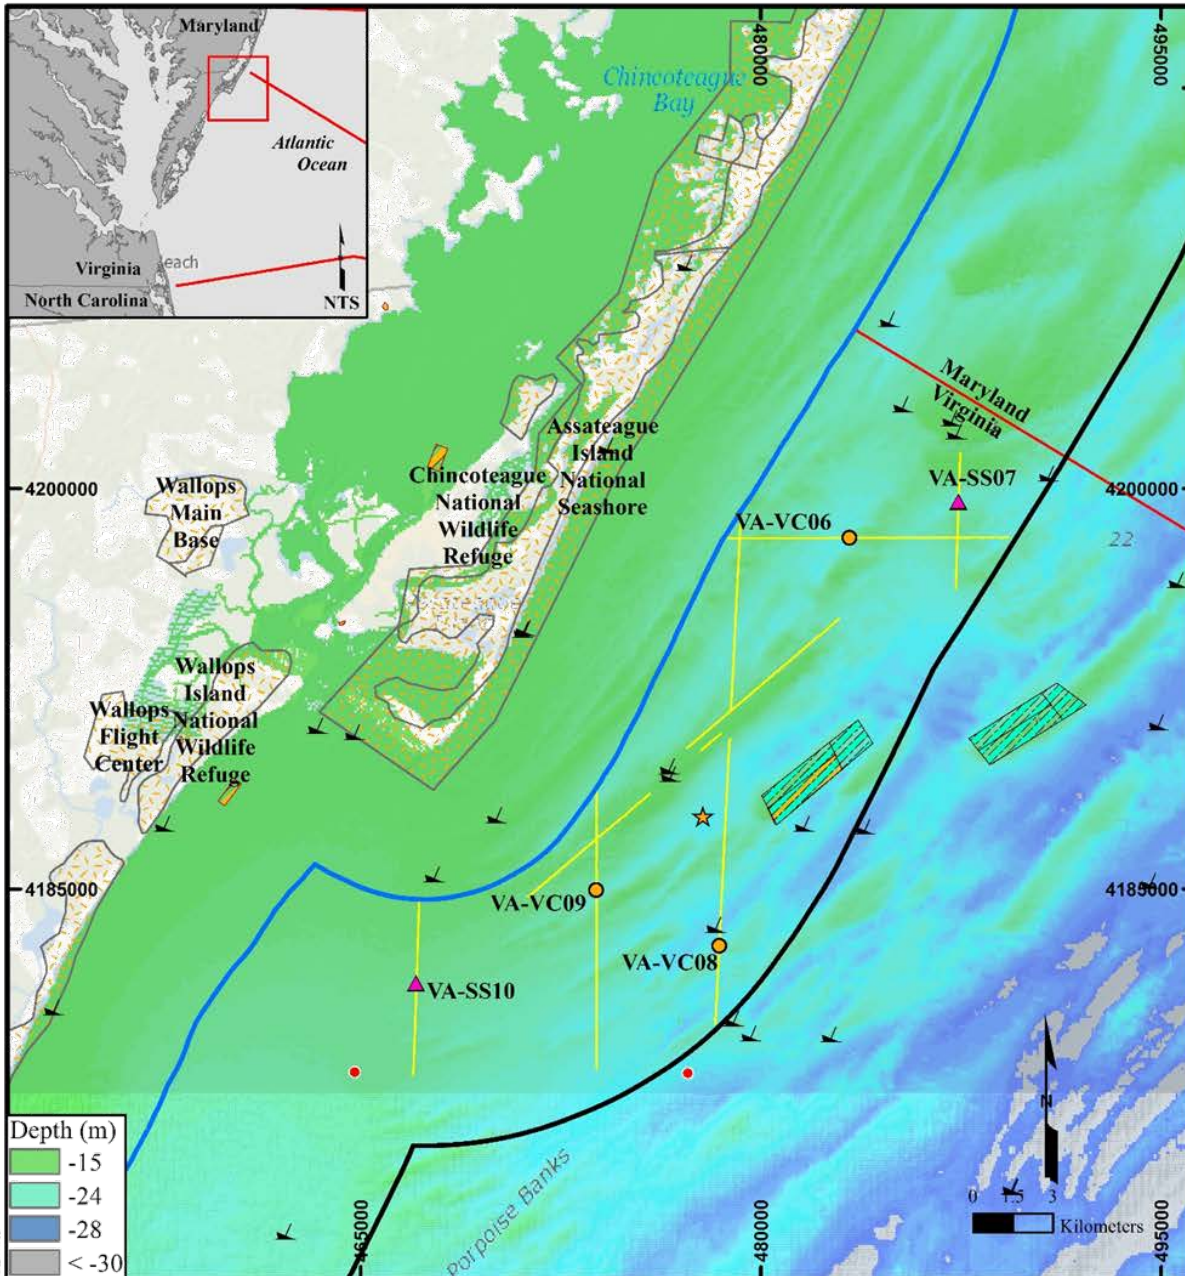 Maryland
Atlantic
Ocean
Virginia
each
North Carolina
NTS
480000
495000
Chincoteague
Bay
Maryland
Virginia
Assateague
Island
National
Seashore
Chincoteague
National
Wildlife
Refuge
Wallops
Main
Base
4200000
4200000
VA-SS07
VA-VC06
22
Wallops
Island
National
Wildlife
Refuge
Wallops
Flight
Center
4185000
4185000
VA-VC09
VA-VC08
VA-SS10
N
0 1.5 3
Kilometers
Depth (m)
-15
-24
-28
< -30
Porpoise Banks
465000
480000
495000